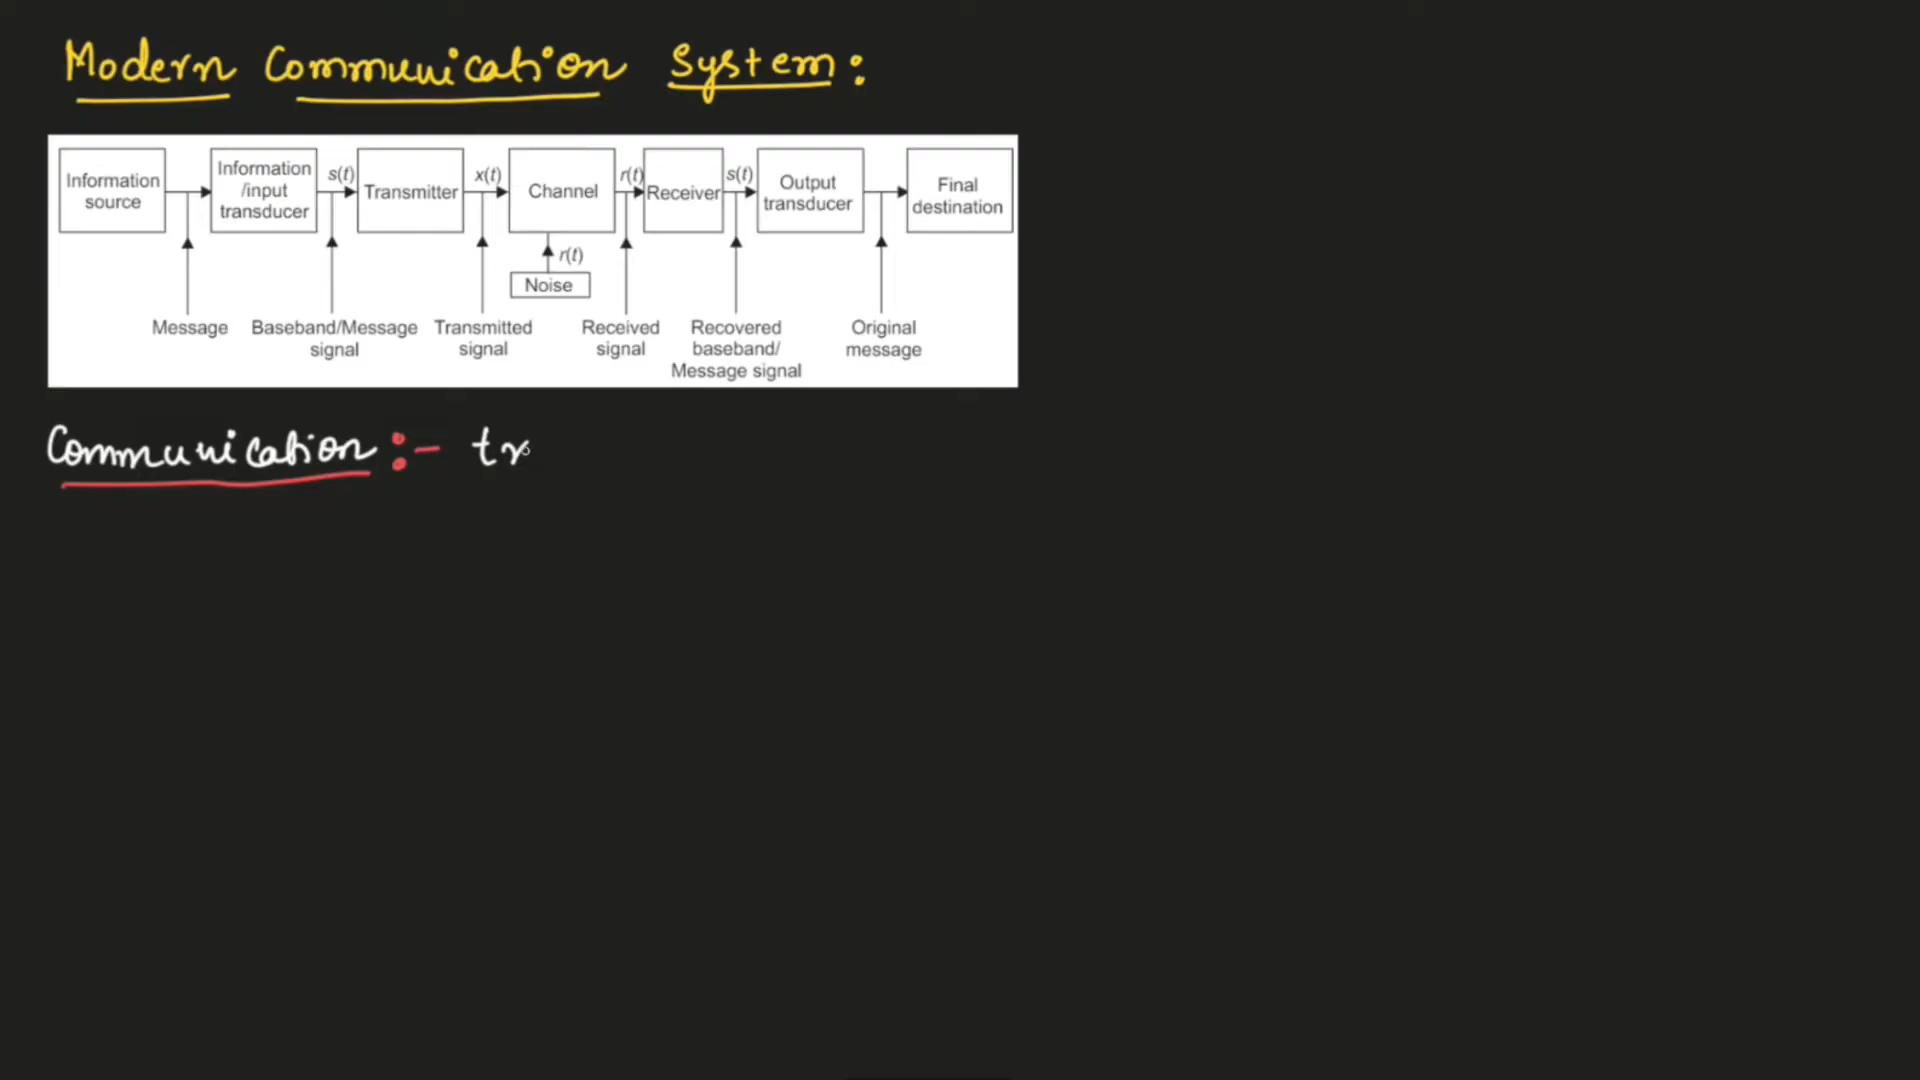 Modern Communication System:
Information source
Information /input transducer
s(t)
Transmitter
x(t)
Channel
r(t)
Receiver
s(t)
Output transducer
Final destination
r(t)
Noise
Message
Baseband/Message signal
Transmitted signal
Received signal
Recovered baseband/ Message signal
Original message
Communication :- tr